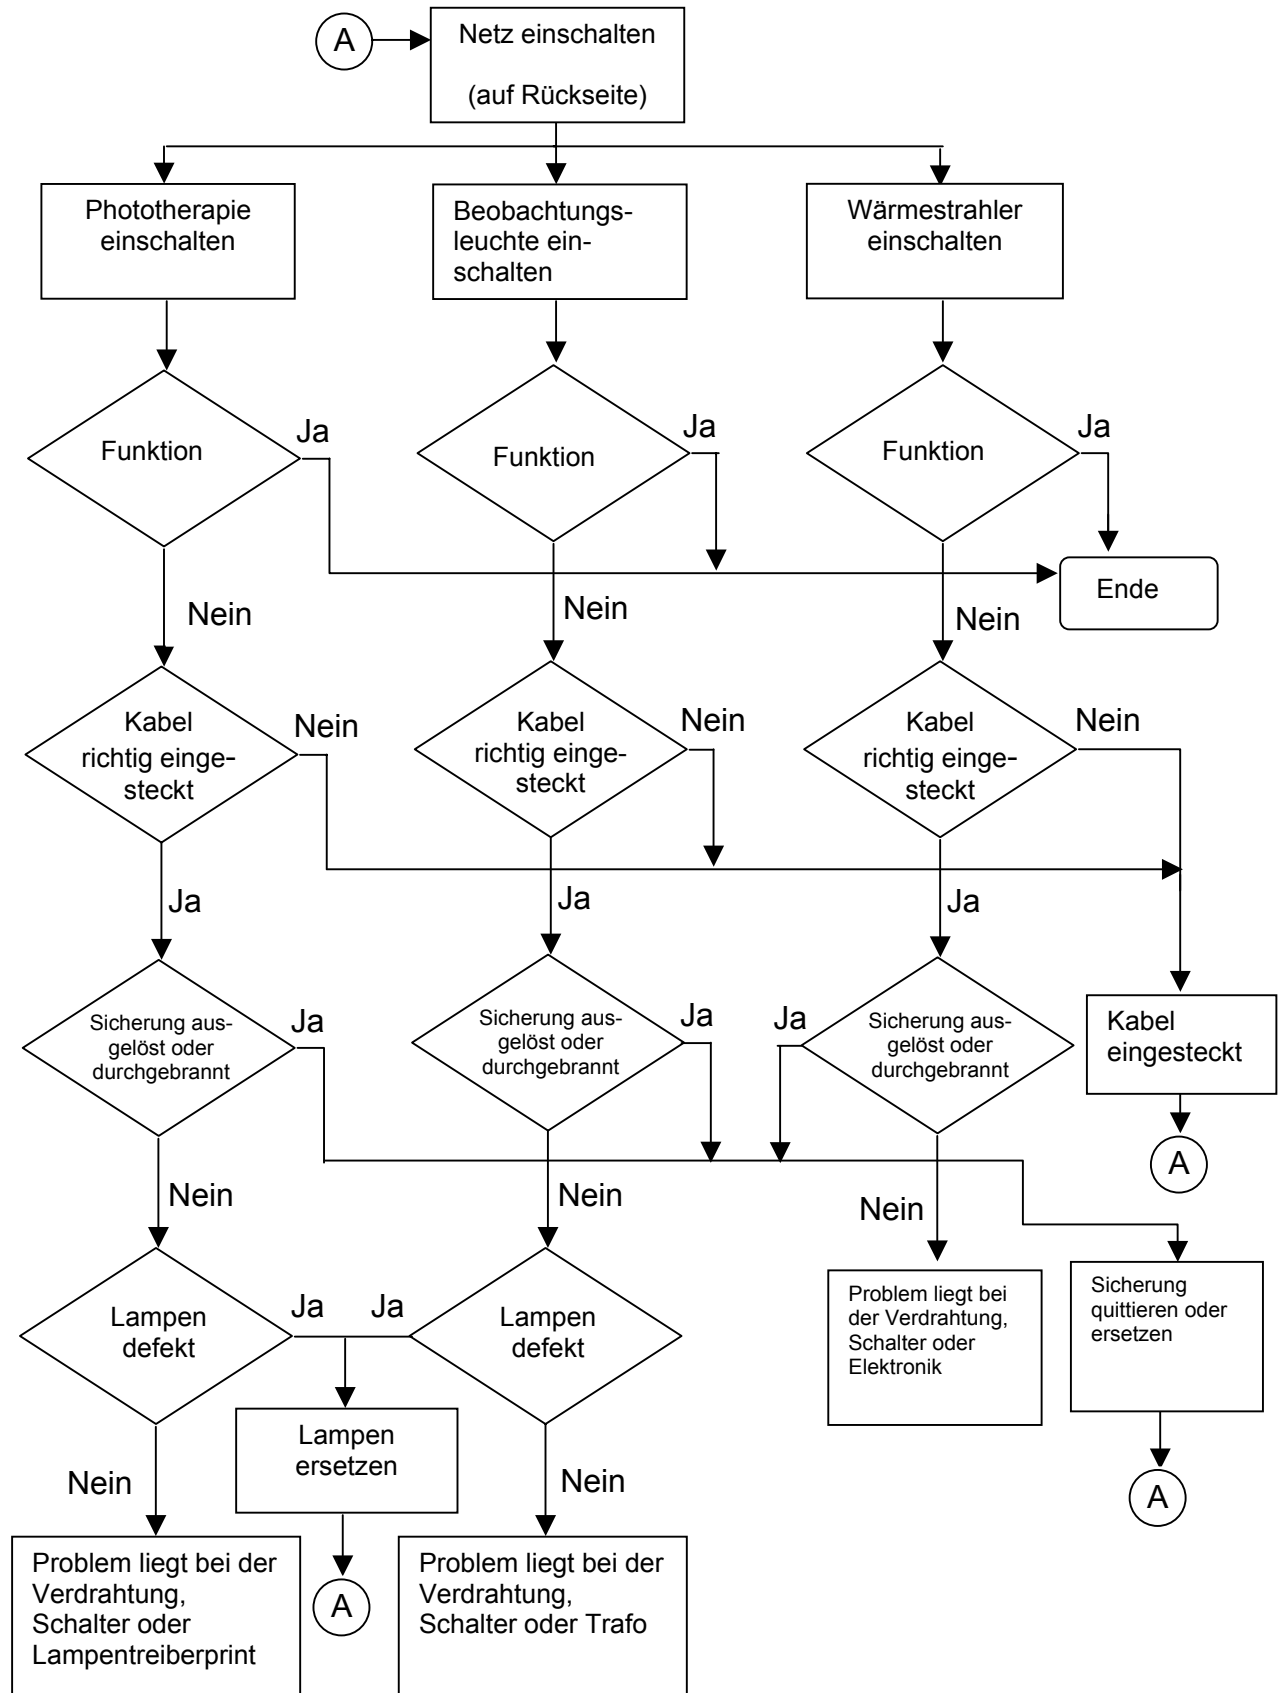 A
Netz einschalten
(auf Rückseite)
Phototherapie
einschalten
Beobachtungs-
leuchte ein-
schalten
Wärmestrahler
einschalten
Funktion
Ja
Funktion
Ja
Funktion
Ja
Ende
Nein
Nein
Nein
Kabel
richtig einge-
steckt
Nein
Kabel
richtig einge-
steckt
Nein
Kabel
richtig einge-
steckt
Nein
Ja
Ja
Ja
Sicherung aus-
gelöst oder
durchgebrannt
Ja
Sicherung aus-
gelöst oder
durchgebrannt
Ja
Ja
Sicherung aus-
gelöst oder
durchgebrannt
Kabel
eingesteckt
A
Nein
Nein
Nein
Lampen
defekt
Ja
Ja
Lampen
defekt
Problem liegt bei
der Verdrahtung,
Schalter oder
Elektronik
Sicherung
quittieren oder
ersetzen
Lampen
ersetzen
A
Nein
Nein
Problem liegt bei der
Verdrahtung,
Schalter oder
Lampentreiberprint
A
Problem liegt bei der
Verdrahtung,
Schalter oder Trafo